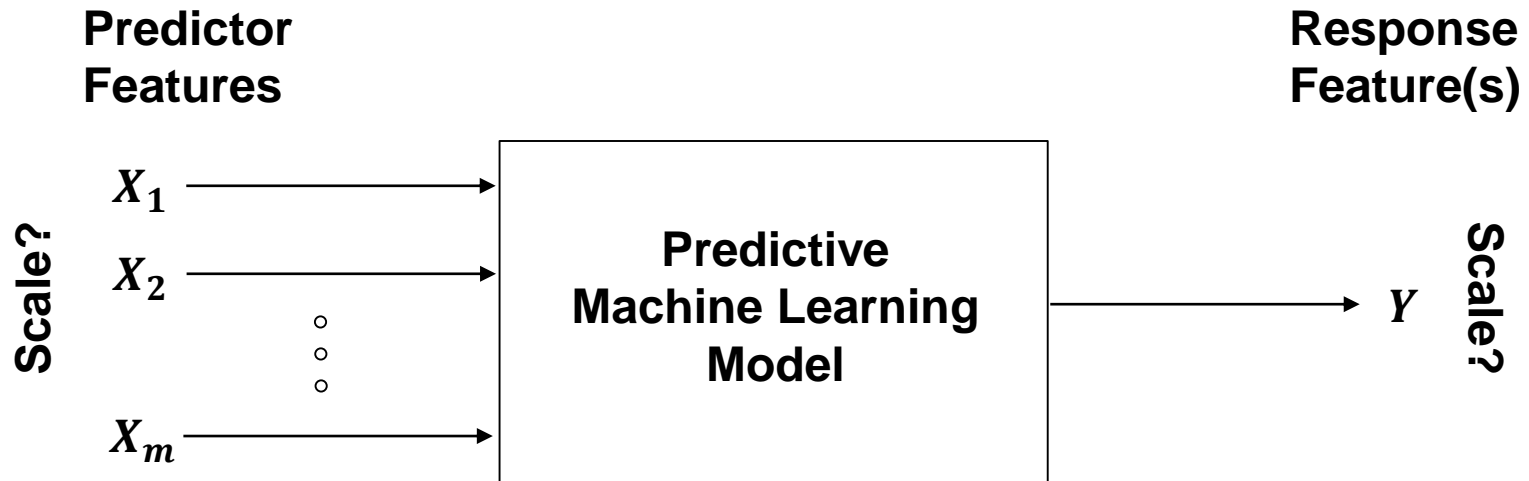 Predictor
Features
Response
Feature(s)
Scale?
X₁
X₂
Xₘ
Predictive
Machine Learning
Model
Y
Scale?